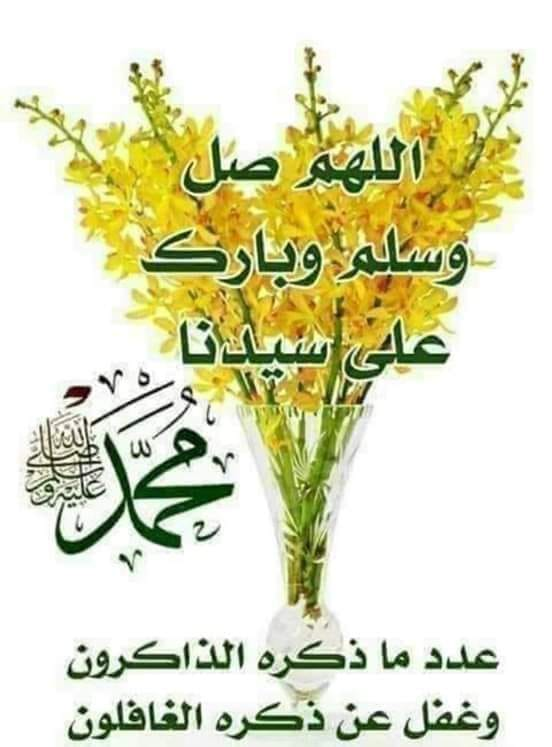 اللهم صل
وسلم وبارك
على سيدنا
محمد
صلى الله عليه وسلم
عدد ما ذكره الذاكرون
وغفل عن ذكره الغافلون